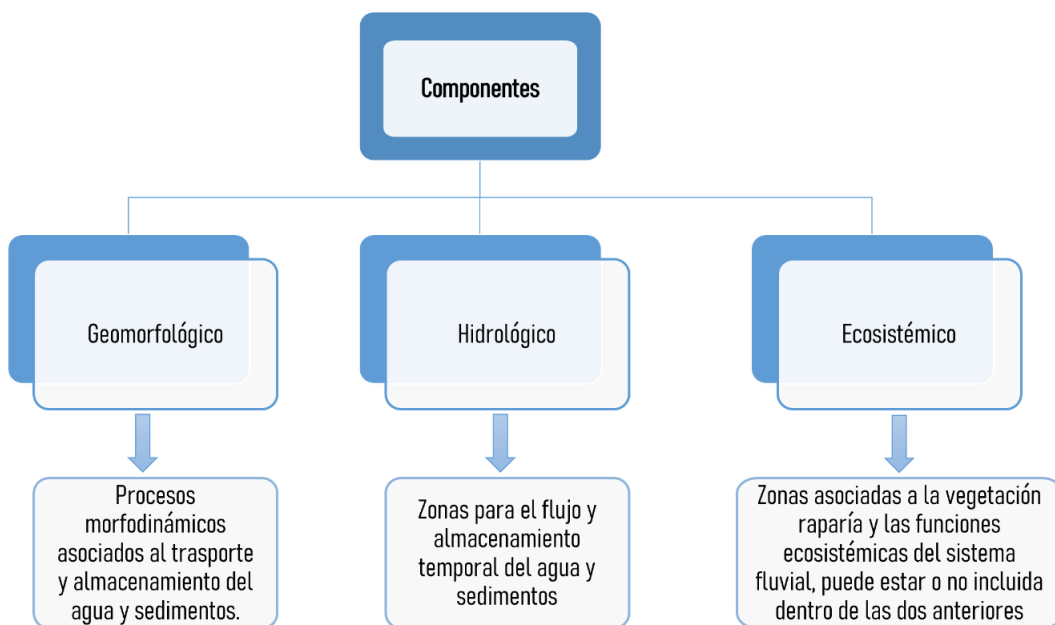 Componentes
Geomorfológico
Hidrológico
Ecosistémico
Procesos
morfodinámicos
asociados al trasporte
y almacenamiento del
agua y sedimentos.
Zonas para el flujo y
almacenamiento
temporal del agua y
sedimentos
Zonas asociadas a la vegetación
raparía y las funciones
ecosistémicas del sistema
fluvial, puede estar o no incluida
dentro de las dos anteriores